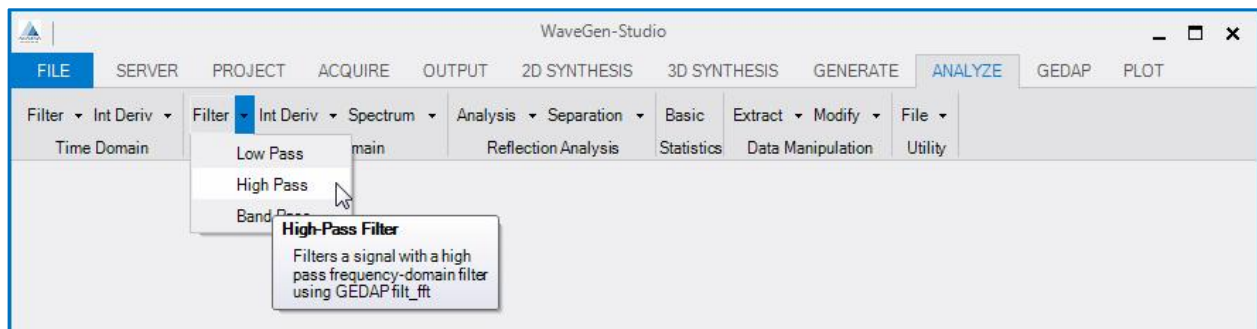 WaveGen-Studio
FILE SERVER PROJECT ACQUIRE OUTPUT 2D SYNTHESIS 3D SYNTHESIS GENERATE ANALYZE GEDAP PLOT
Filter Int Deriv Filter Int Deriv Spectrum Analysis Separation Basic Extract Modify File
Time Domain main Reflection Analysis Statistics Data Manipulation Utility
Low Pass
High Pass
Band
High-Pass Filter
Filters a signal with a high
pass frequency-domain filter
using GEDAP filt_fft